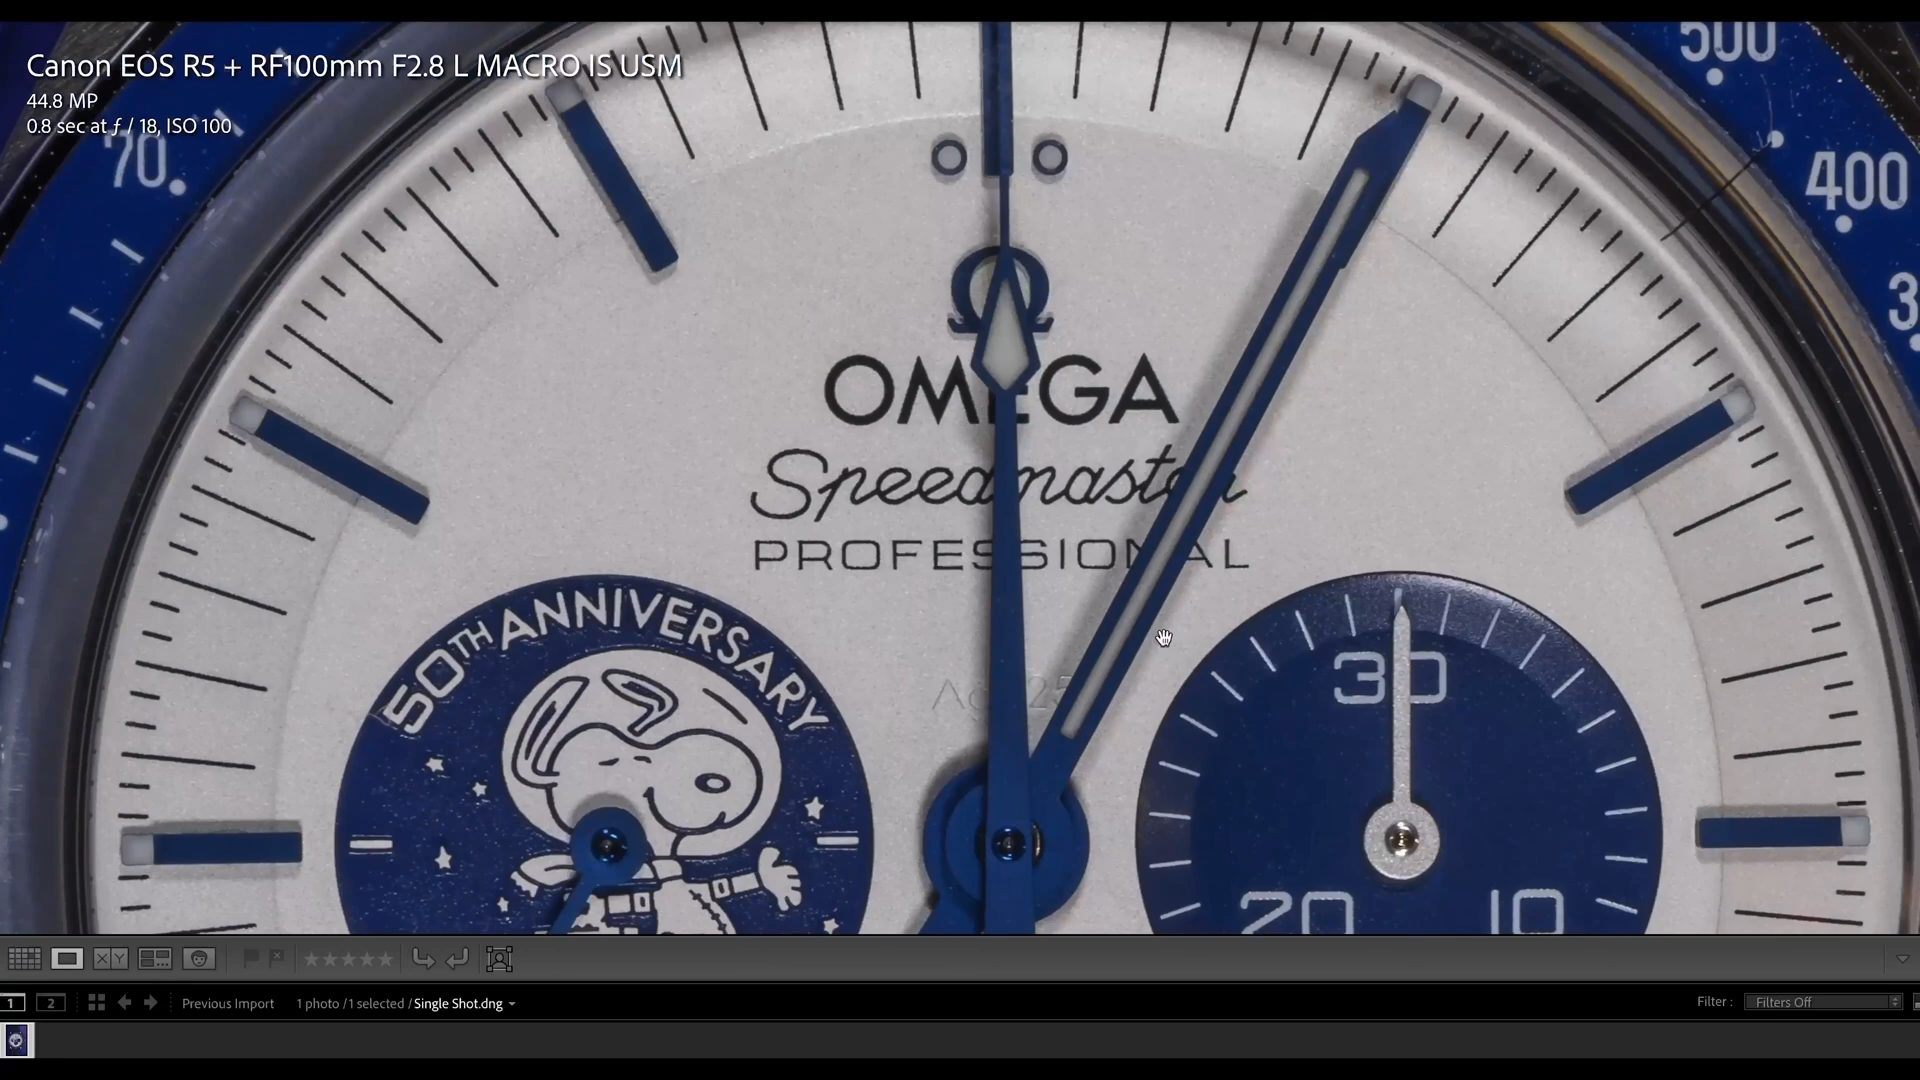 Canon EOS R5 + RF100mm F2.8 L MACRO IS USM
44.8 MP
0.8 sec at ƒ / 18, ISO 100
500
400
70
OMEGA
Speedmaster
PROFESSIONAL
50TH ANNIVERSARY
30
20
10
XY
1
2
Previous Import
1 photo / 1 selected / Single Shot.dng
Filter :
Filters Off